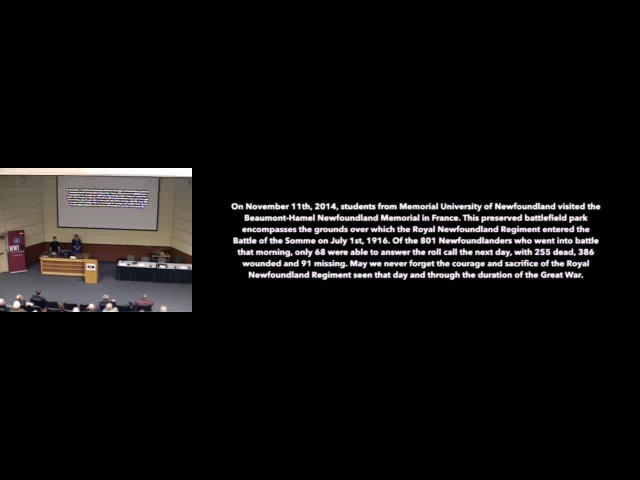 WW1
On November 11th, 2014, students from Memorial University of Newfoundland visited the
Beaumont-Hamel Newfoundland Memorial in France. This preserved battlefield park
encompasses the grounds over which the Royal Newfoundland Regiment entered the
Battle of the Somme on July 1st, 1916. Of the 801 Newfoundlanders who went into battle
that morning, only 68 were able to answer the roll call the next day, with 255 dead, 386
wounded and 91 missing. May we never forget the courage and sacrifice of the Royal
Newfoundland Regiment seen that day and through the duration of the Great War.